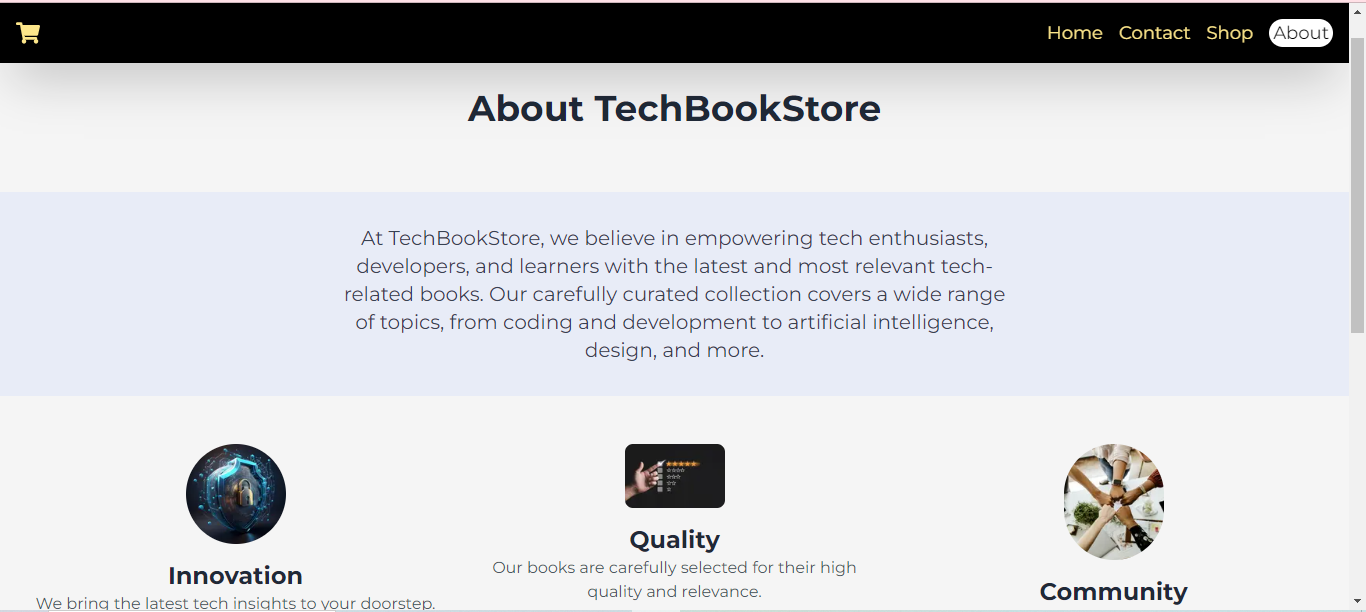 Home Contact Shop About
About TechBookStore
At TechBookStore, we believe in empowering tech enthusiasts,
developers, and learners with the latest and most relevant tech-
related books. Our carefully curated collection covers a wide range
of topics, from coding and development to artificial intelligence,
design, and more.
Innovation
We bring the latest tech insights to your doorstep.
Quality
Our books are carefully selected for their high
quality and relevance.
Community